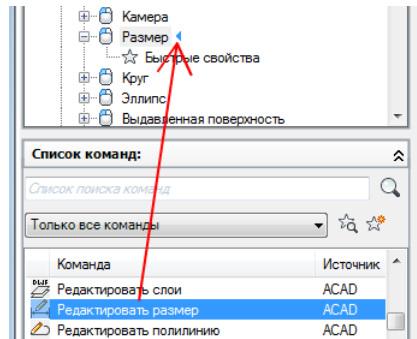 Камера
Размер
Быстрые свойства
Круг
Эллипс
Выдавленная поверхность
Список команд:
Список поиска команд
Только все команды
Команда Источник
DWF Редактировать слои ACAD
Редактировать размер ACAD
Редактировать полилинию ACAD